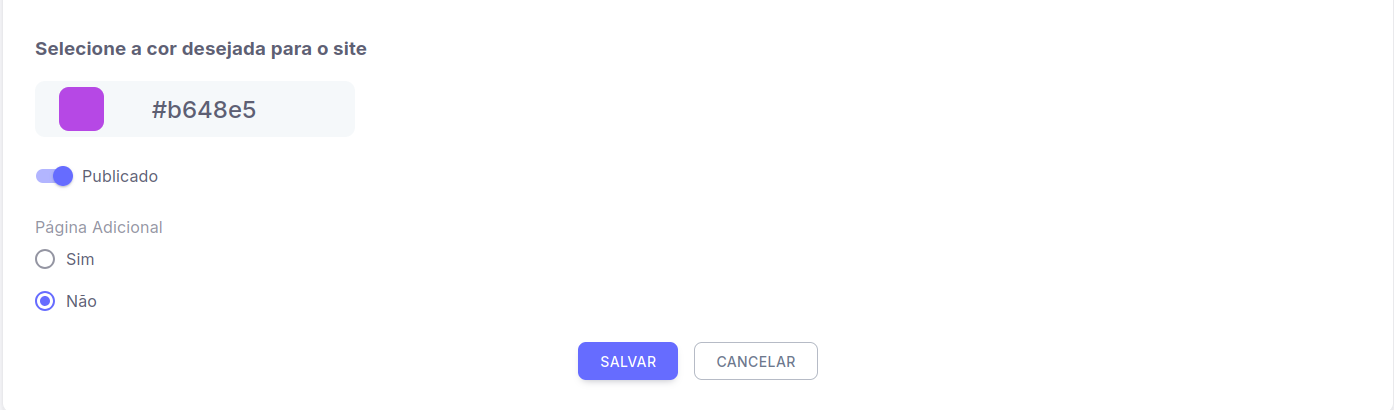 Selecione a cor desejada para o site
#b648e5
Publicado
Página Adicional
Sim
Não
SALVAR CANCELAR